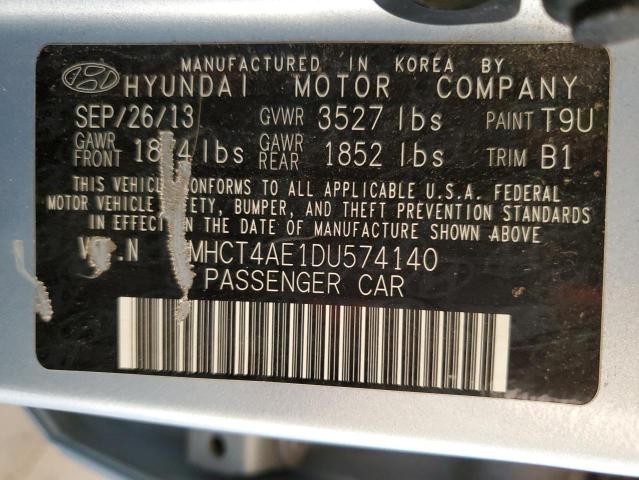 MANUFACTURED IN KOREA BY
HYUNDAI MOTOR COMPANY
SEP/26/13 GVWR 3527 lbs PAINT T9U
GAWR FRONT lbs GAWR REAR 1852 lbs TRIM B1
THIS VEHICLE CONFORMS TO ALL APPLICABLE U.S.A. FEDERAL
MOTOR VEHICLE SAFETY, BUMPER, AND THEFT PREVENTION STANDARDS
IN EFFECT ON THE DATE OF MANUFACTURE SHOWN ABOVE.
MHCT4AE1DU574140
PASSENGER CAR